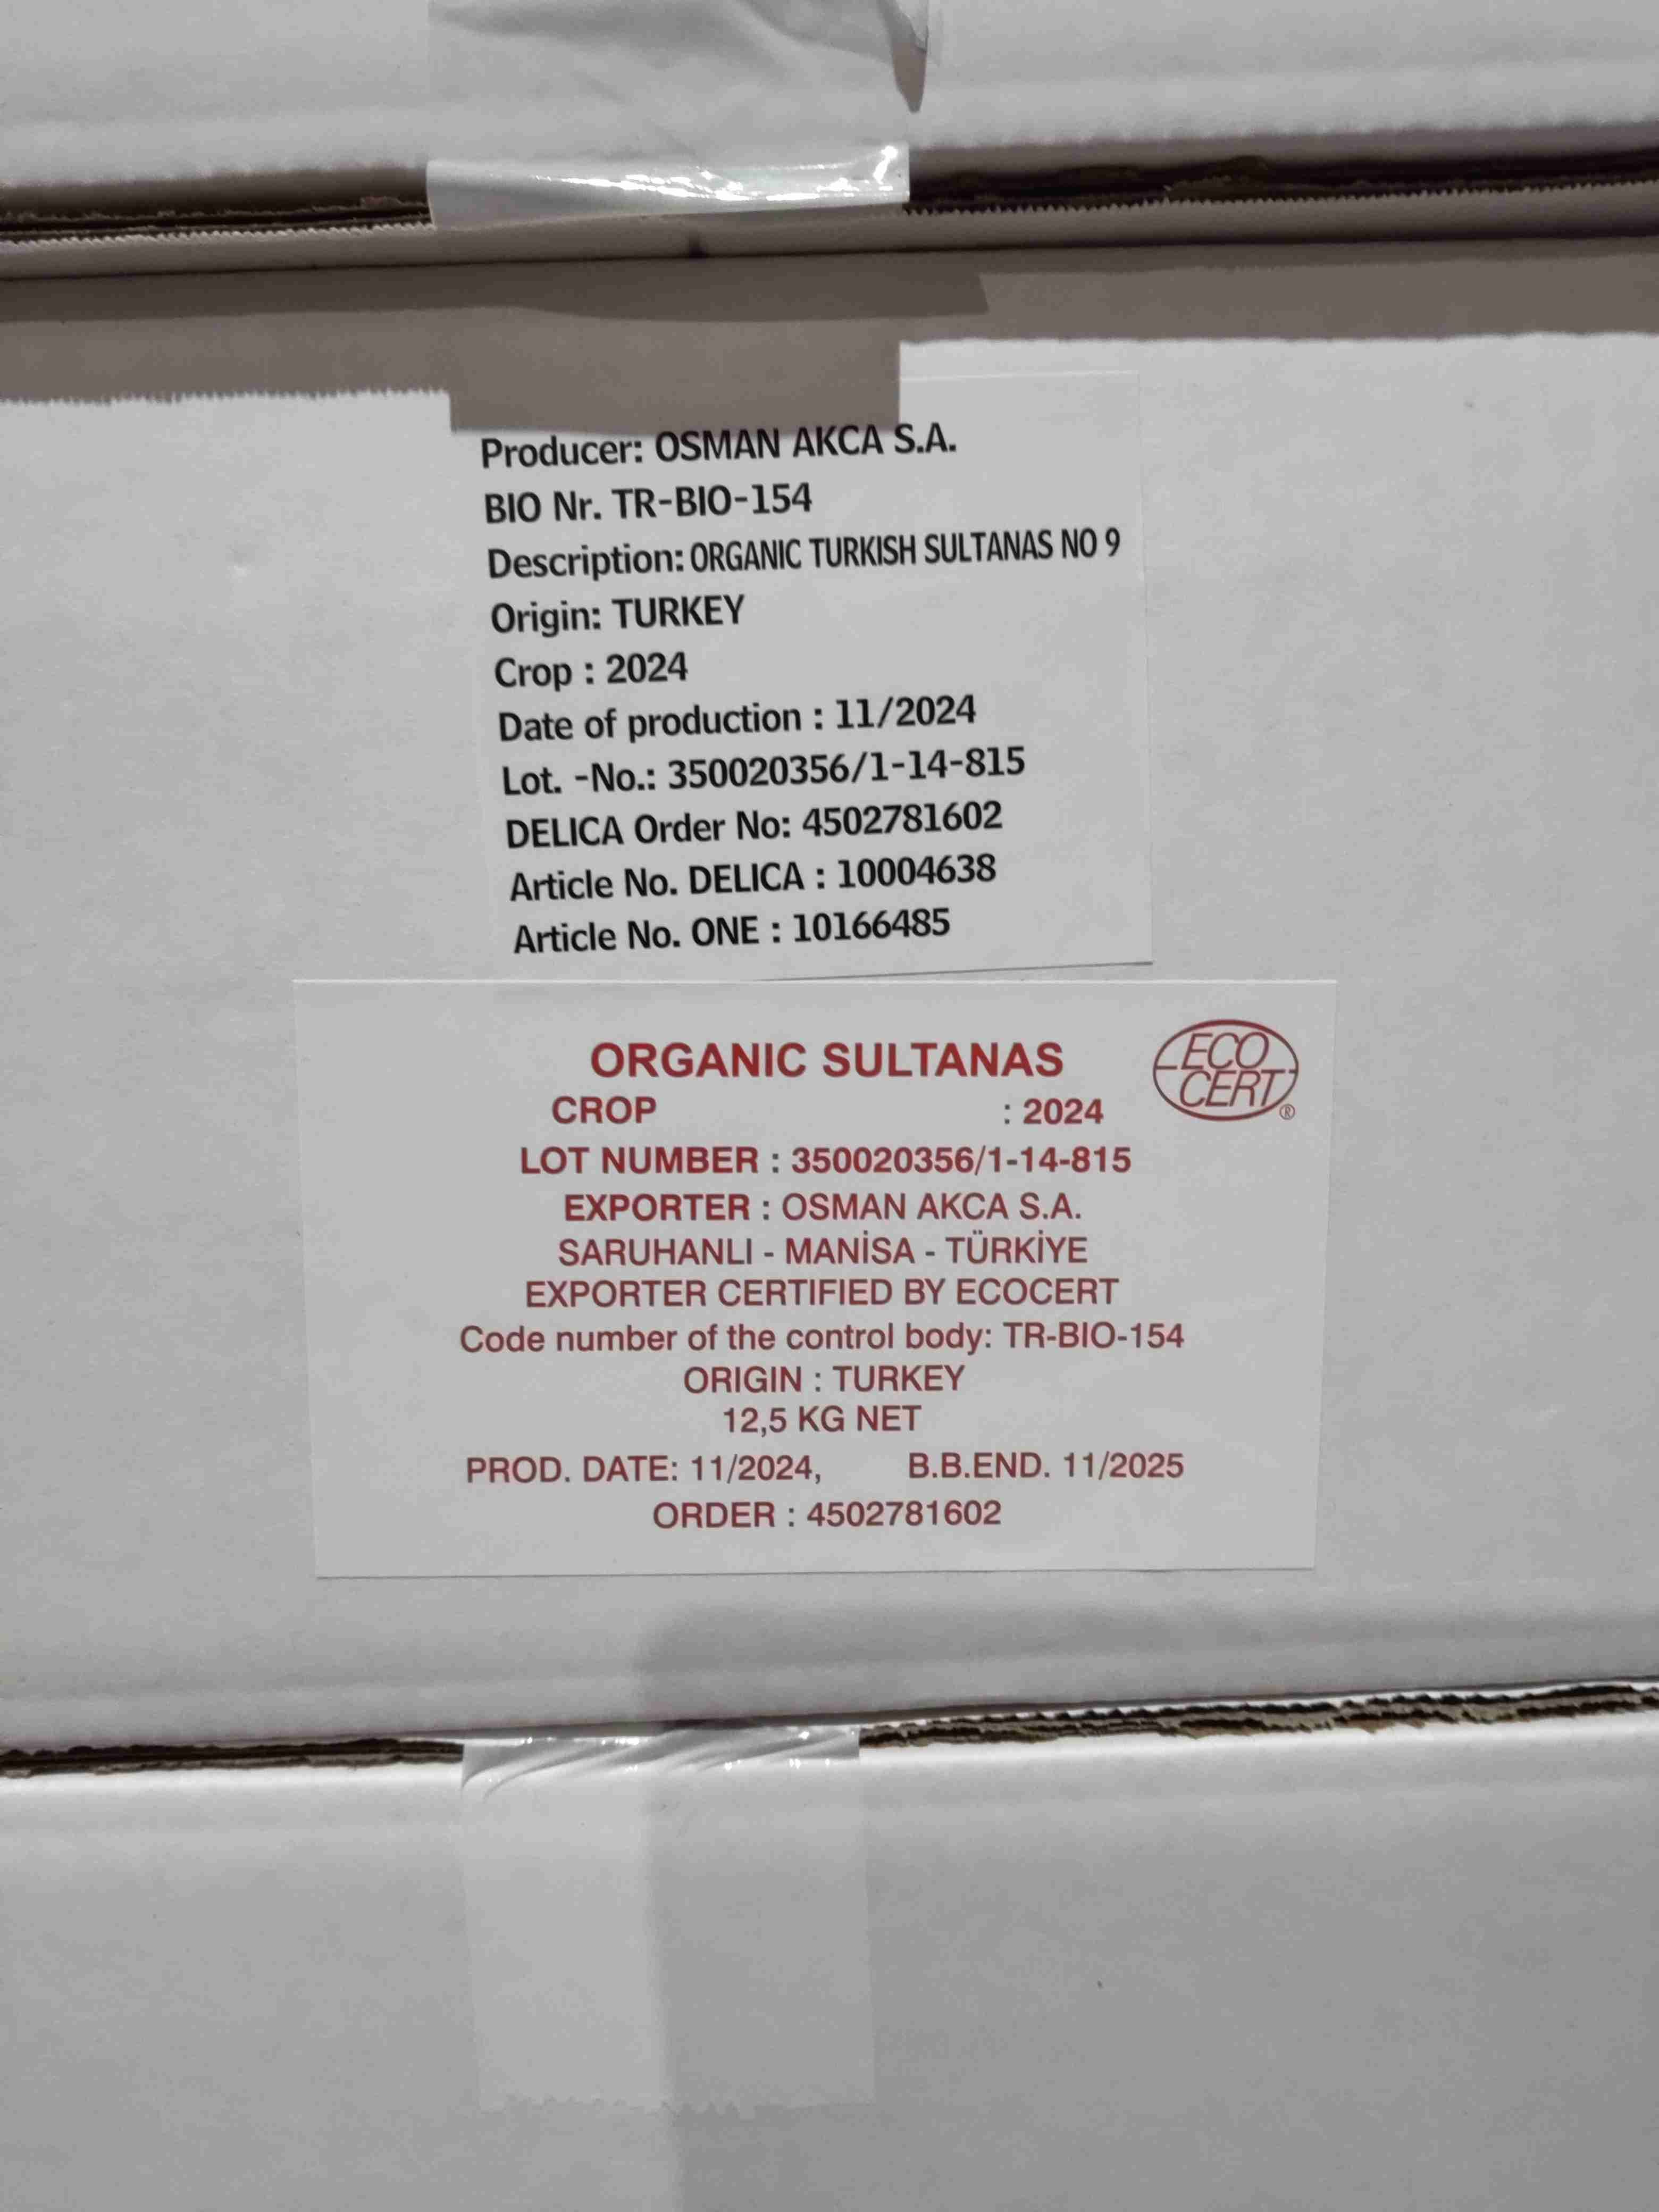 Producer: OSMAN AKCA S.A.
BIO Nr. TR-BIO-154
Description: ORGANIC TURKISH SULTANAS NO 9
Origin: TURKEY
Crop : 2024
Date of production : 11/2024
Lot. -No.: 350020356/1-14-815
DELICA Order No: 4502781602
Article No. DELICA : 10004638
Article No. ONE : 10166485
ORGANIC SULTANAS
ECO
CERT®
CROP : 2024
LOT NUMBER : 350020356/1-14-815
EXPORTER : OSMAN AKCA S.A.
SARUHANLI - MANİSA - TÜRKİYE
EXPORTER CERTIFIED BY ECOCERT
Code number of the control body: TR-BIO-154
ORIGIN : TURKEY
12,5 KG NET
PROD. DATE: 11/2024, B.B.END. 11/2025
ORDER : 4502781602